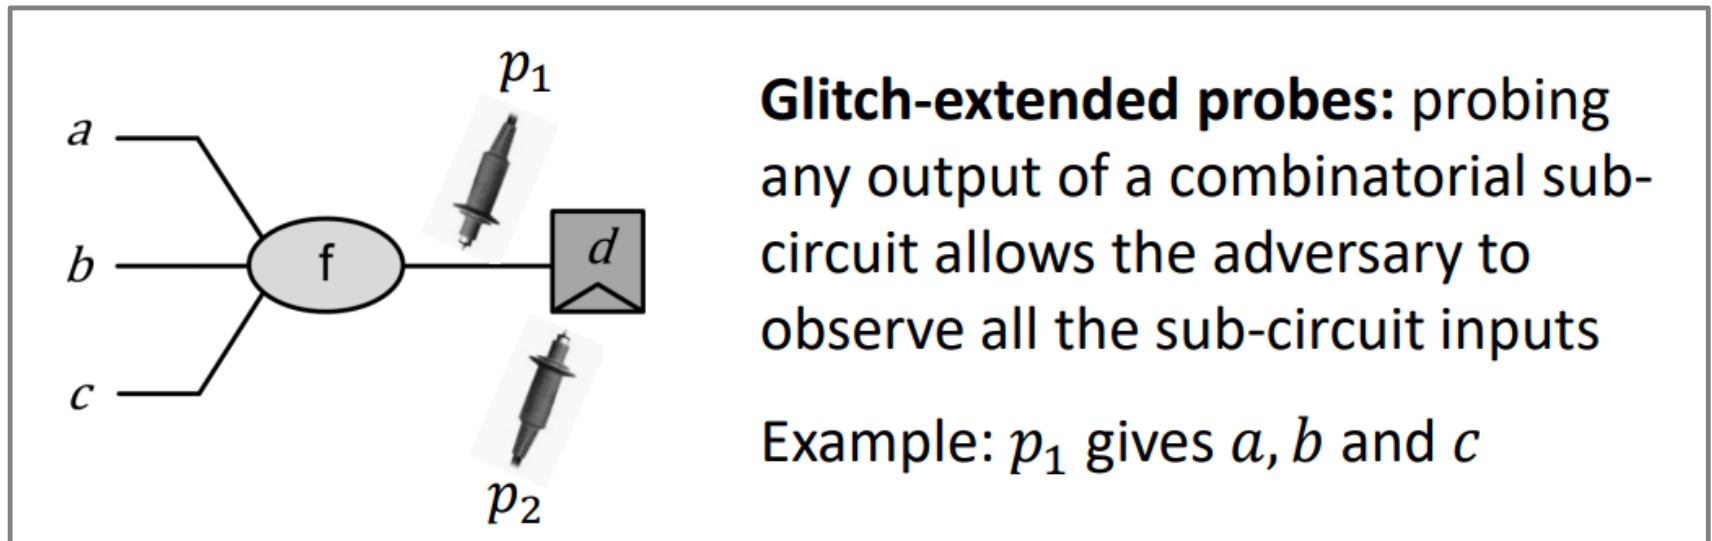 p₁
a
b
c
f
d
p₂
Glitch-extended probes: probing
any output of a combinatorial sub-
circuit allows the adversary to
observe all the sub-circuit inputs
Example: p₁ gives a, b and c